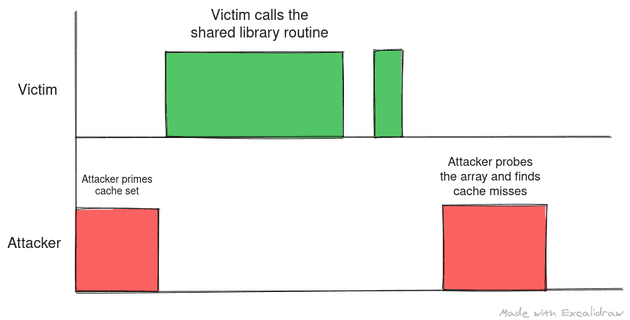 Victim calls the
shared library routine
Victim
Attacker primes
cache set
Attacker probes
the array and finds
cache misses
Attacker
Made with Excalidraw